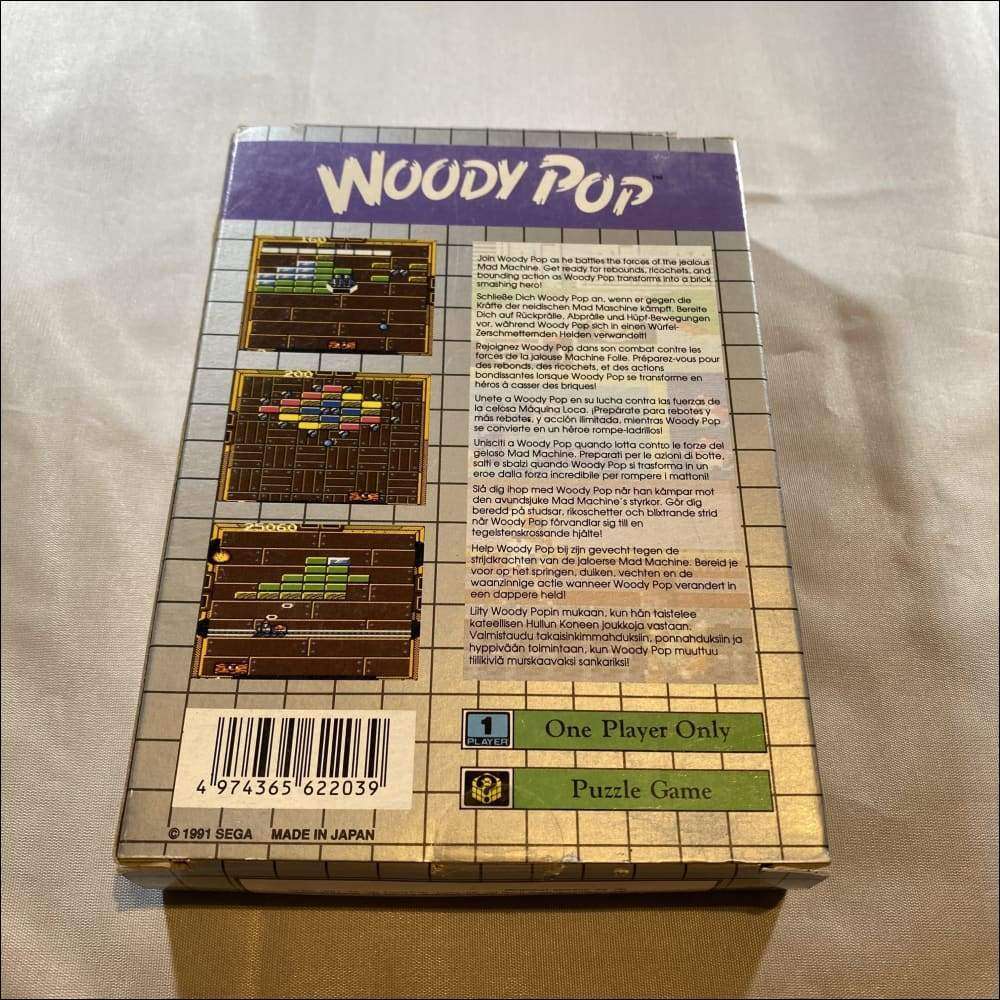 WOODY POP™
160
200
25060
Join Woody Pop as he battles the forces of the jealous
Mad Machine. Get ready for rebounds, ricochets, and
bounding action as Woody Pop transforms into a brick
smashing hero!
Schließe Dich Woody Pop an, wenn er gegen die
Kräfte der neidischen Mad Maschine kämpft. Bereite
Dich auf Rückprälle, Abprälle und Hüpf-Bewegungen
vor, während Woody Pop sich in einen Würfel-
Zerschmetternden Helden verwandelt!
Rejoignez Woody Pop dans son combat contre les
forces de la jalouse Machine Folle. Préparez-vous pour
des rebonds, des ricochets, et des actions
bondissantes lorsque Woody Pop se transforme en
héros à casser des briques!
Unete a Woody Pop en su lucha contra las fuerzas de
la celosa Máquina Loca. ¡Prepárate para rebotes y
más rebotes, y acción ilimitada, mientras Woody Pop
se convierte en un héroe rompe-ladrillos!
Unisciti a Woody Pop quando lotta contro le forze del
geloso Mad Machine. Preparati per le azioni di botte,
salti e sbalzi quando Woody Pop si trasforma in un
eroe dalla forza incredibile per rompere i mattoni!
Slå dig ihop med Woody Pop när han kämpar mot
den avundsjuke Mad Machine's styrkor. Gör dig
beredd på studsar, rikoschetter och blixtrande strid
när Woody Pop förvandlar sig till en
tegelstenskrossande hjälte!
Help Woody Pop bij zijn gevecht tegen de
strijdkrachten van de jaloerse Mad Machine. Bereid je
voor op het springen, duiken, vechten en de
waanzinnige actie wanneer Woody Pop verandert in
een dappere held!
Liity Woody Popin mukaan, kun hän taistelee
kateellisen Hullun Koneen joukkoja vastaan.
Valmistaudu takaisinkimmahduksiin, ponnahduksiin ja
hyppivään toimintaan, kun Woody Pop muuttuu
tiilikiviä murskaavaksi sankariksi!
1
PLAYER
One Player Only
Puzzle Game
4 974365 622039
© 1991 SEGA MADE IN JAPAN